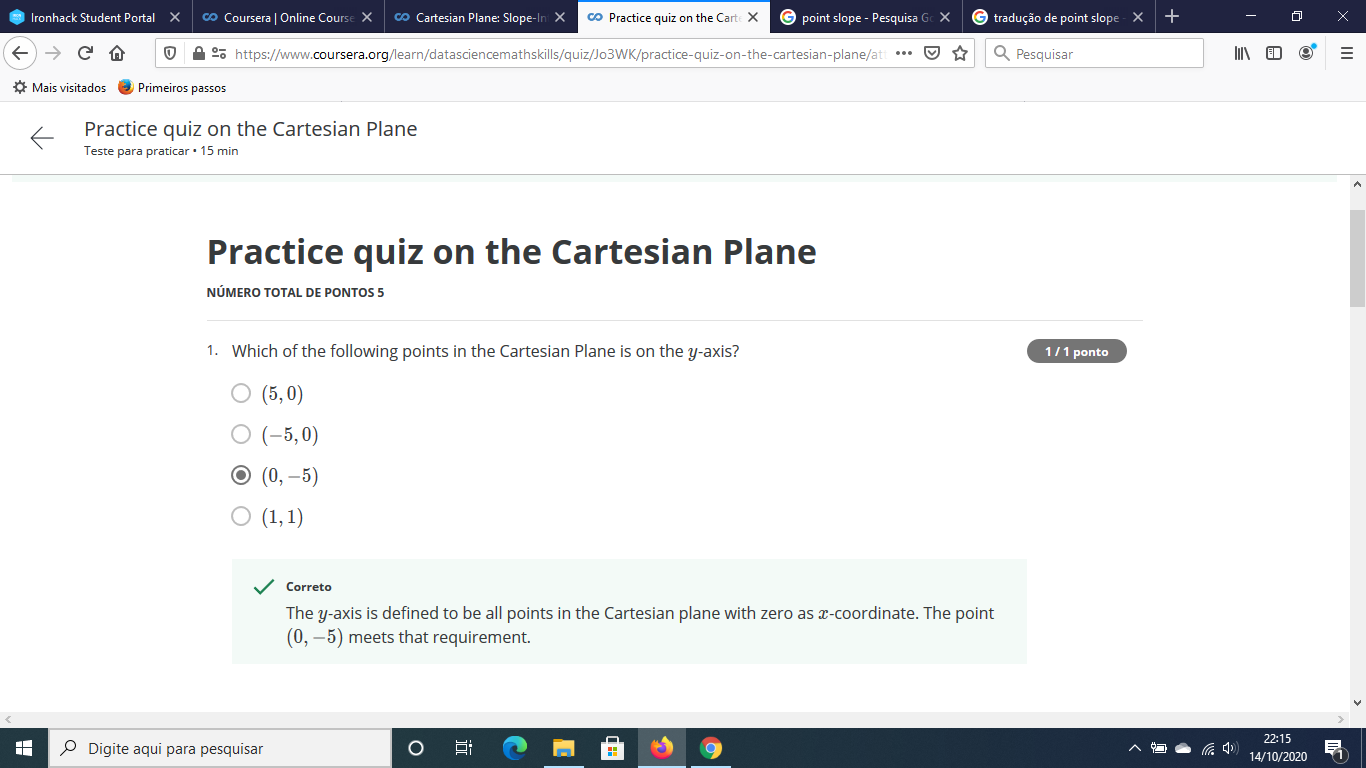 Ironhack Student Portal
Coursera | Online Course
Cartesian Plane: Slope-In
Practice quiz on the Carte
point slope - Pesquisa Go
tradução de point slope -
https://www.coursera.org/learn/datasciencemathskills/quiz/Jo3WK/practice-quiz-on-the-cartesian-plane/att
Pesquisar
Mais visitados
Primeiros passos
Practice quiz on the Cartesian Plane
Teste para praticar • 15 min
Practice quiz on the Cartesian Plane
NÚMERO TOTAL DE PONTOS 5
1. Which of the following points in the Cartesian Plane is on the y-axis?
1 / 1 ponto
(5, 0)
(−5, 0)
(0, −5)
(1, 1)
Correto
The y-axis is defined to be all points in the Cartesian plane with zero as x-coordinate. The point
(0, −5) meets that requirement.
Digite aqui para pesquisar
22:15
14/10/2020
1